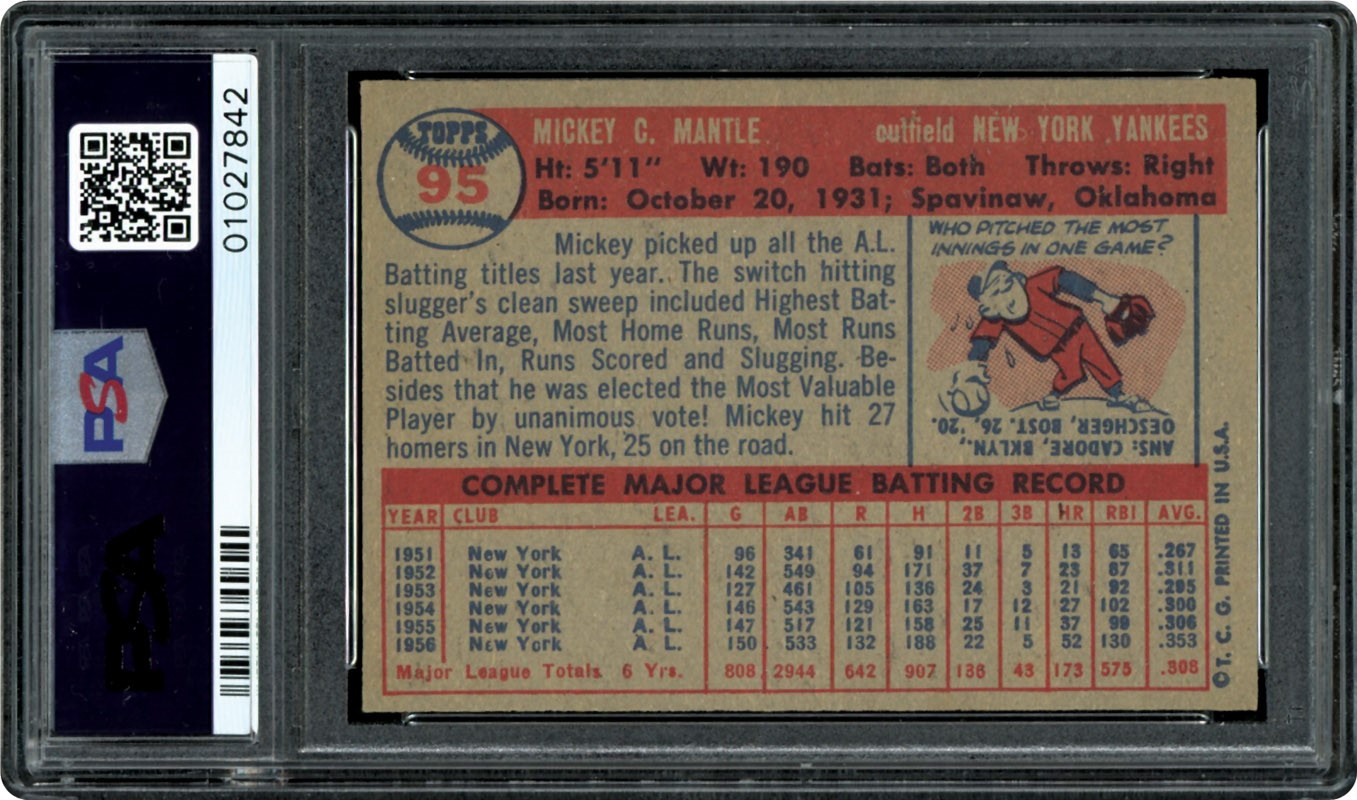 01027842
PSA
PSA
TOPPS
95
MICKEY C. MANTLE outfield NEW YORK YANKEES
Ht: 5'11" Wt: 190 Bats: Both Throws: Right
Born: October 20, 1931; Spavinaw, Oklahoma
Mickey picked up all the A.L.
Batting titles last year. The switch hitting
slugger's clean sweep included Highest Bat-
ting Average, Most Home Runs, Most Runs
Batted In, Runs Scored and Slugging. Be-
sides that he was elected the Most Valuable
Player by unanimous vote! Mickey hit 27
homers in New York, 25 on the road.
WHO PITCHED THE MOST
INNINGS IN ONE GAME?
ANS: CADORE, BKLYN.,
OESCHGER, BOST. 26, '20.
COMPLETE MAJOR LEAGUE BATTING RECORD
YEAR CLUB LEA. G AB R H 2B 3B HR RBI AVG.
1951 New York A. L. 96 341 61 91 11 5 13 65 .267
1952 New York A. L. 142 549 94 171 37 7 23 87 .311
1953 New York A. L. 127 461 105 136 24 3 21 92 .295
1954 New York A. L. 146 543 129 163 17 12 27 102 .300
1955 New York A. L. 147 517 121 158 25 11 37 99 .306
1956 New York A. L. 150 533 132 188 22 5 52 130 .353
Major League Totals 6 Yrs. 808 2944 642 907 136 43 173 575 .308
© T. C. G. PRINTED IN U.S.A.